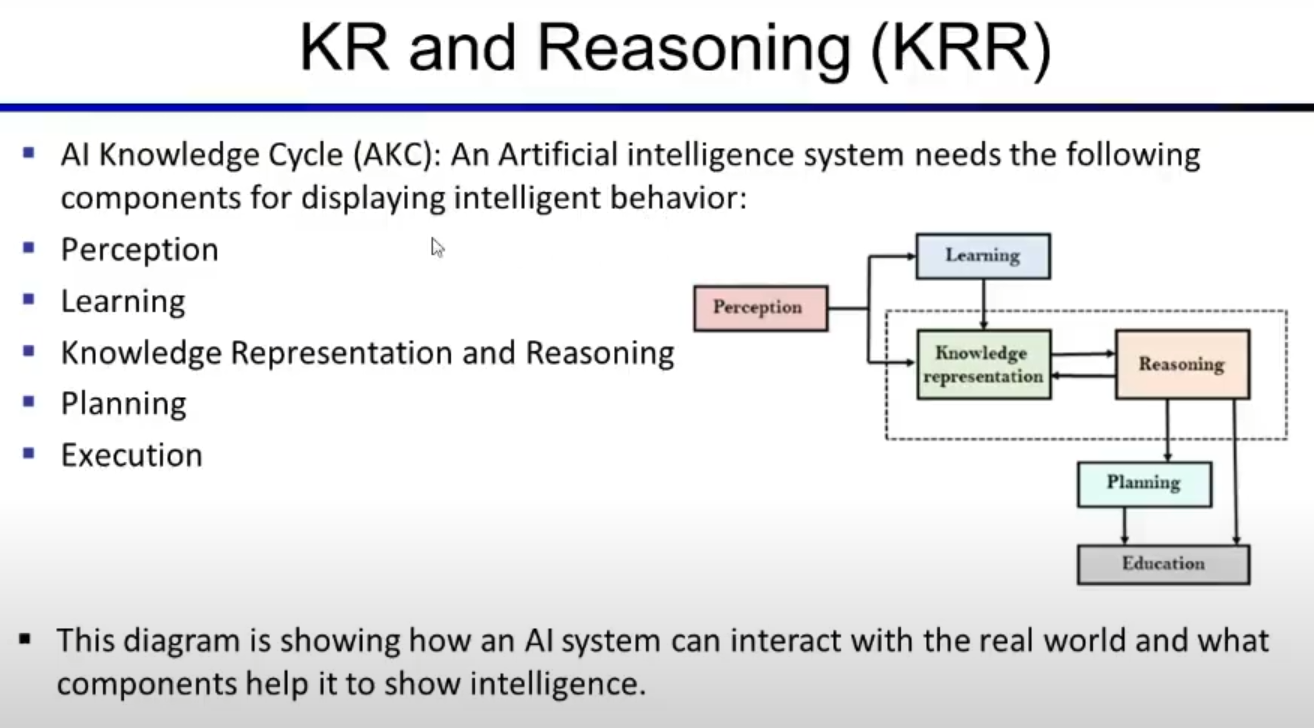 KR and Reasoning (KRR)
▪ AI Knowledge Cycle (AKC): An Artificial intelligence system needs the following
components for displaying intelligent behavior:
▪ Perception
▪ Learning
▪ Knowledge Representation and Reasoning
▪ Planning
▪ Execution
Learning
Perception
Knowledge
representation
Reasoning
Planning
Education
▪ This diagram is showing how an AI system can interact with the real world and what
components help it to show intelligence.